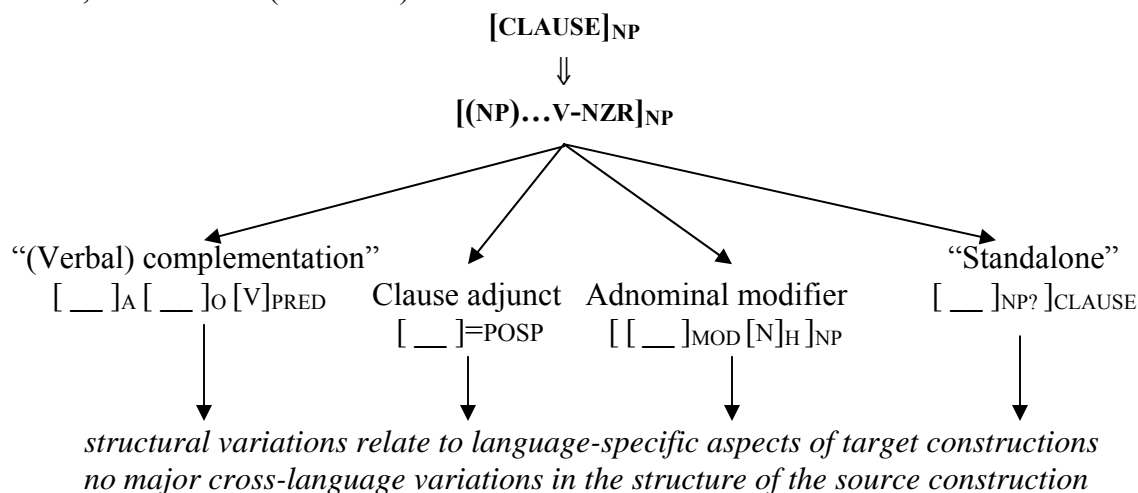 [CLAUSE]NP
⇓
[(NP)…V-NZR]NP
“(Verbal) complementation” “Standalone”
[ __ ]A [ __ ]O [V]PRED Clause adjunct Adnominal modifier [ __ ]NP? ]CLAUSE
[ __ ]=POSP [ [ __ ]MOD [N]H ]NP
structural variations relate to language-specific aspects of target constructions
no major cross-language variations in the structure of the source construction